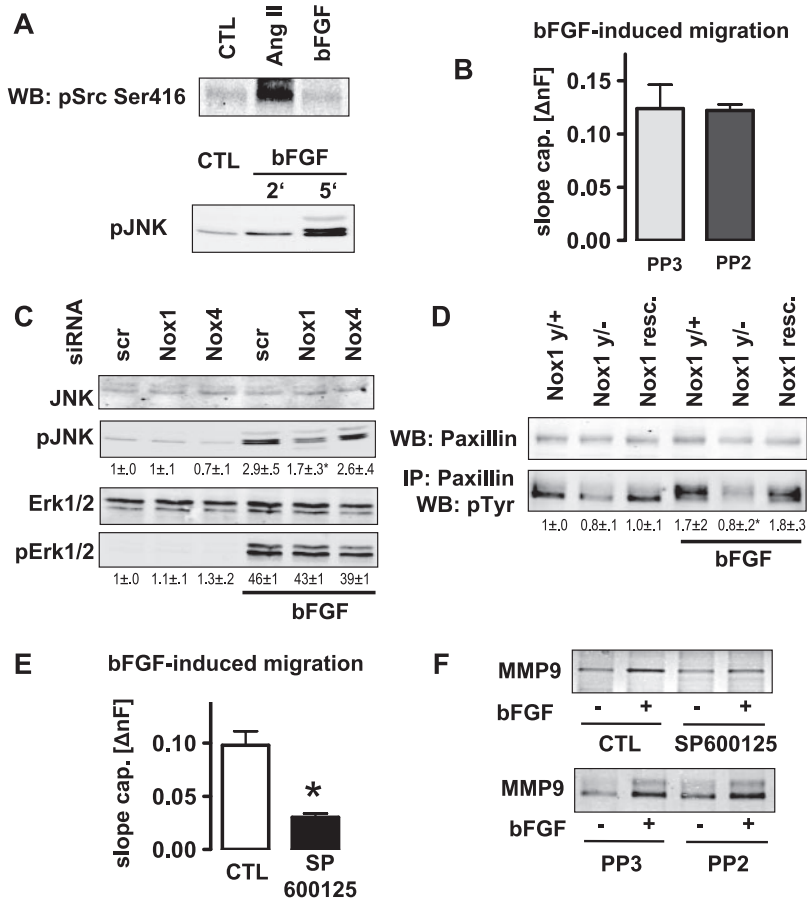 A
CTL
Ang II
bFGF
WB: pSrc Ser416
CTL
bFGF
2‘ 5‘
pJNK
B
bFGF-induced migration
slope cap. [ΔnF]
0.15
0.10
0.05
0.00
PP3 PP2
C
siRNA
scr
Nox1
Nox4
scr
Nox1
Nox4
JNK
pJNK
1±.0 1±.1 0.7±.1 2.9±.5 1.7±.3* 2.6±.4
Erk1/2
pErk1/2
1±.0 1.1±.1 1.3±.2 46±1 43±1 39±1
bFGF
D
Nox1 y/+
Nox1 y/-
Nox1 resc.
Nox1 y/+
Nox1 y/-
Nox1 resc.
WB: Paxillin
IP: Paxillin
WB: pTyr
1±.0 0.8±.1 1.0±.1 1.7±2 0.8±.2* 1.8±.3
bFGF
E
bFGF-induced migration
slope cap. [ΔnF]
0.10
0.05
0.00
*
CTL SP
600125
F
MMP9
bFGF - + - +
CTL SP600125
MMP9
bFGF - + - +
PP3 PP2